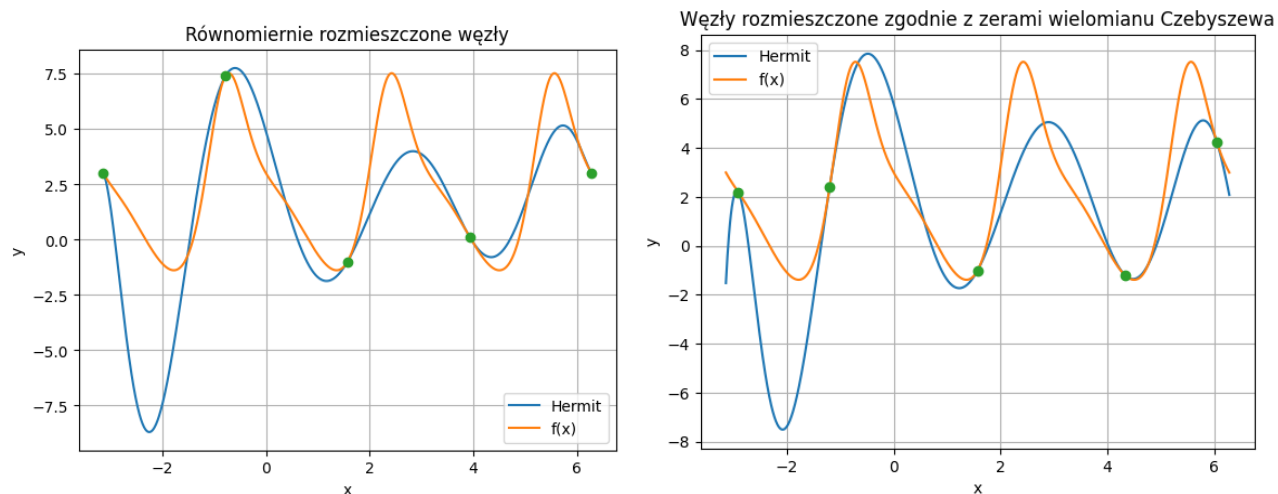 Równomiernie rozmieszczone węzły
7.5
5.0
2.5
0.0
−2.5
−5.0
−7.5
y
Hermit
f(x)
−2
0
2
4
6
x
Węzły rozmieszczone zgodnie z zerami wielomianu Czebyszewa
8
6
4
2
0
−2
−4
−6
−8
y
Hermit
f(x)
−2
0
2
4
6
x